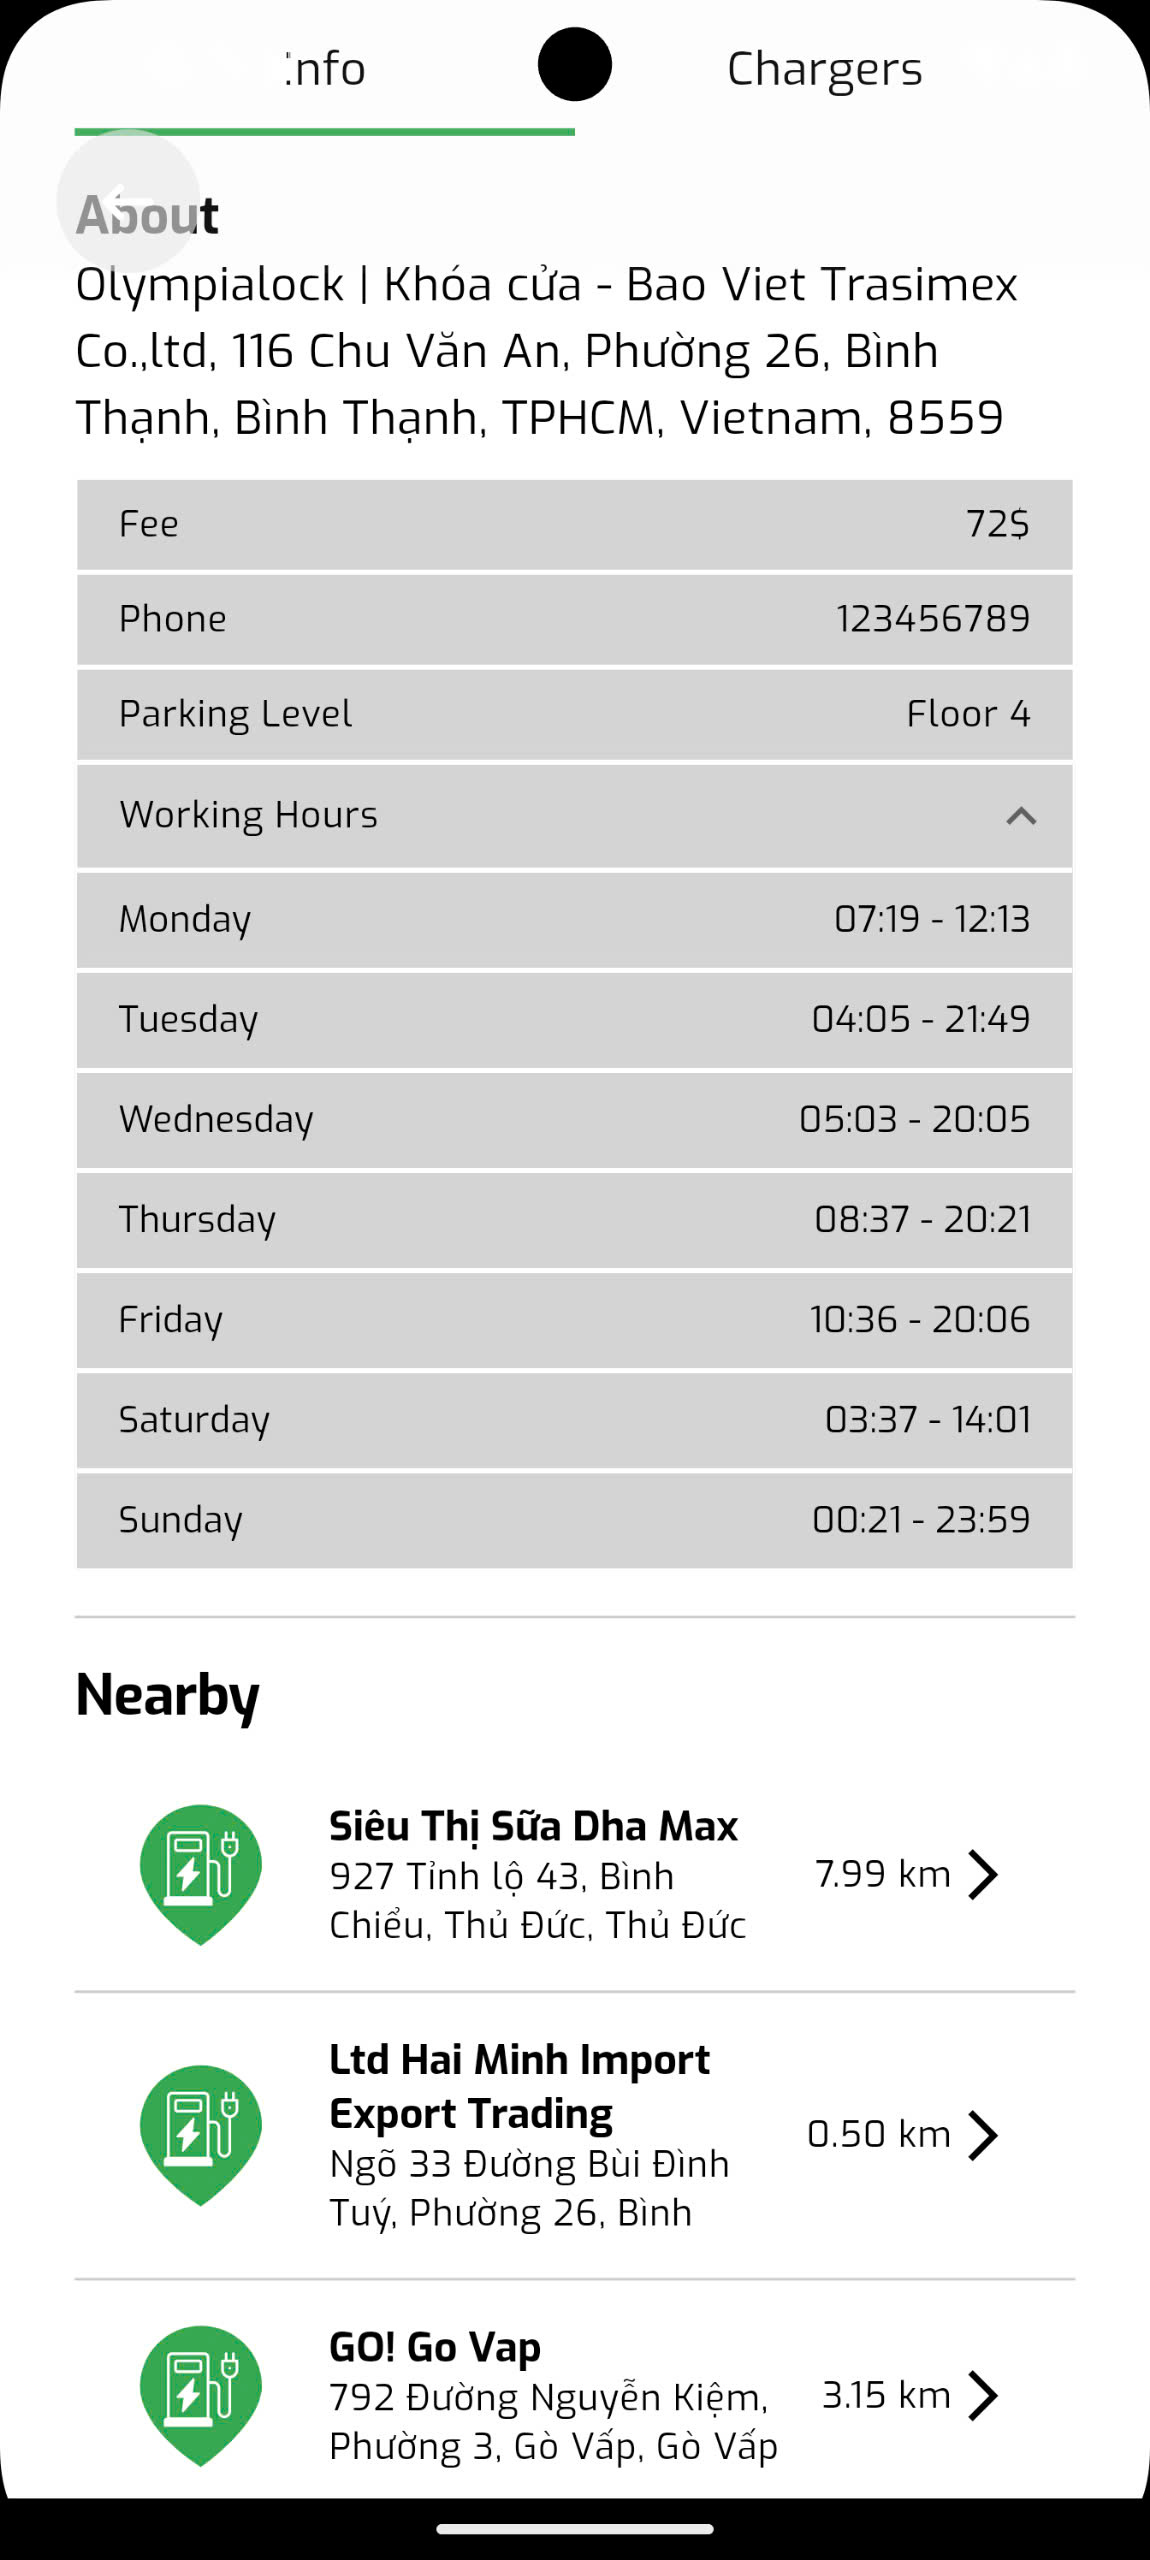 Info
Chargers
About
Olympialock | Khóa cửa - Bao Viet Trasimex
Co.,ltd, 116 Chu Văn An, Phường 26, Bình
Thạnh, Bình Thạnh, TPHCM, Vietnam, 8559
Fee 72$
Phone 123456789
Parking Level Floor 4
Working Hours
Monday 07:19 - 12:13
Tuesday 04:05 - 21:49
Wednesday 05:03 - 20:05
Thursday 08:37 - 20:21
Friday 10:36 - 20:06
Saturday 03:37 - 14:01
Sunday 00:21 - 23:59
Nearby
Siêu Thị Sữa Dha Max
927 Tỉnh lộ 43, Bình
Chiểu, Thủ Đức, Thủ Đức
7.99 km
Ltd Hai Minh Import
Export Trading
Ngõ 33 Đường Bùi Đình
Tuý, Phường 26, Bình
0.50 km
GO! Go Vap
792 Đường Nguyễn Kiệm,
Phường 3, Gò Vấp, Gò Vấp
3.15 km